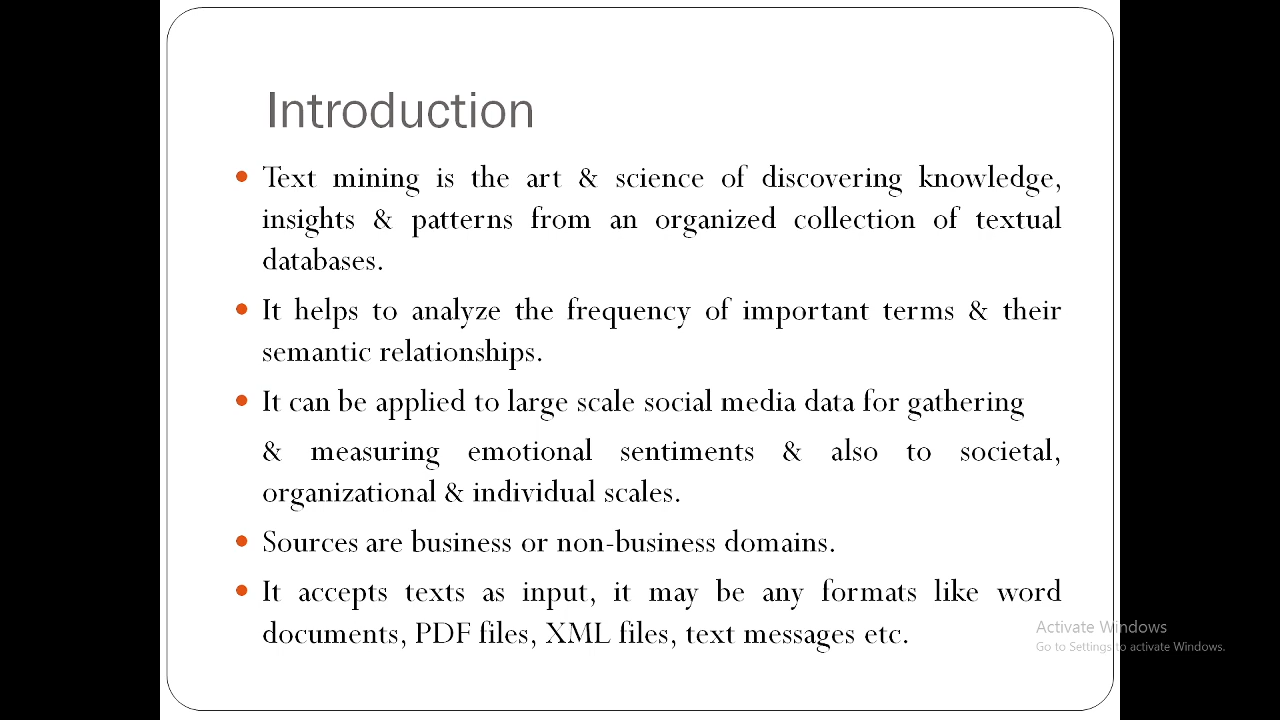 Introduction
Text mining is the art & science of discovering knowledge,
insights & patterns from an organized collection of textual
databases.
It helps to analyze the frequency of important terms & their
semantic relationships.
It can be applied to large scale social media data for gathering
& measuring emotional sentiments & also to societal,
organizational & individual scales.
Sources are business or non-business domains.
It accepts texts as input, it may be any formats like word
documents, PDF files, XML files, text messages etc.
Activate Windows
Go to Settings to activate Windows.